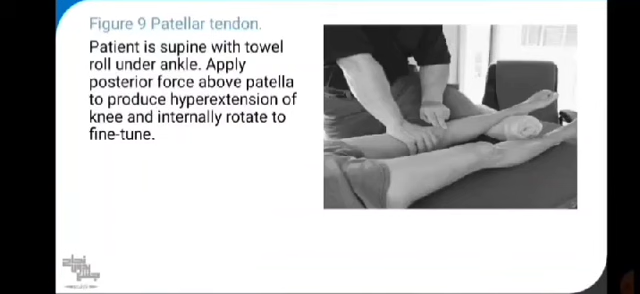 Figure 9 Patellar tendon.
Patient is supine with towel
roll under ankle. Apply
posterior force above patella
to produce hyperextension of
knee and internally rotate to
fine-tune.